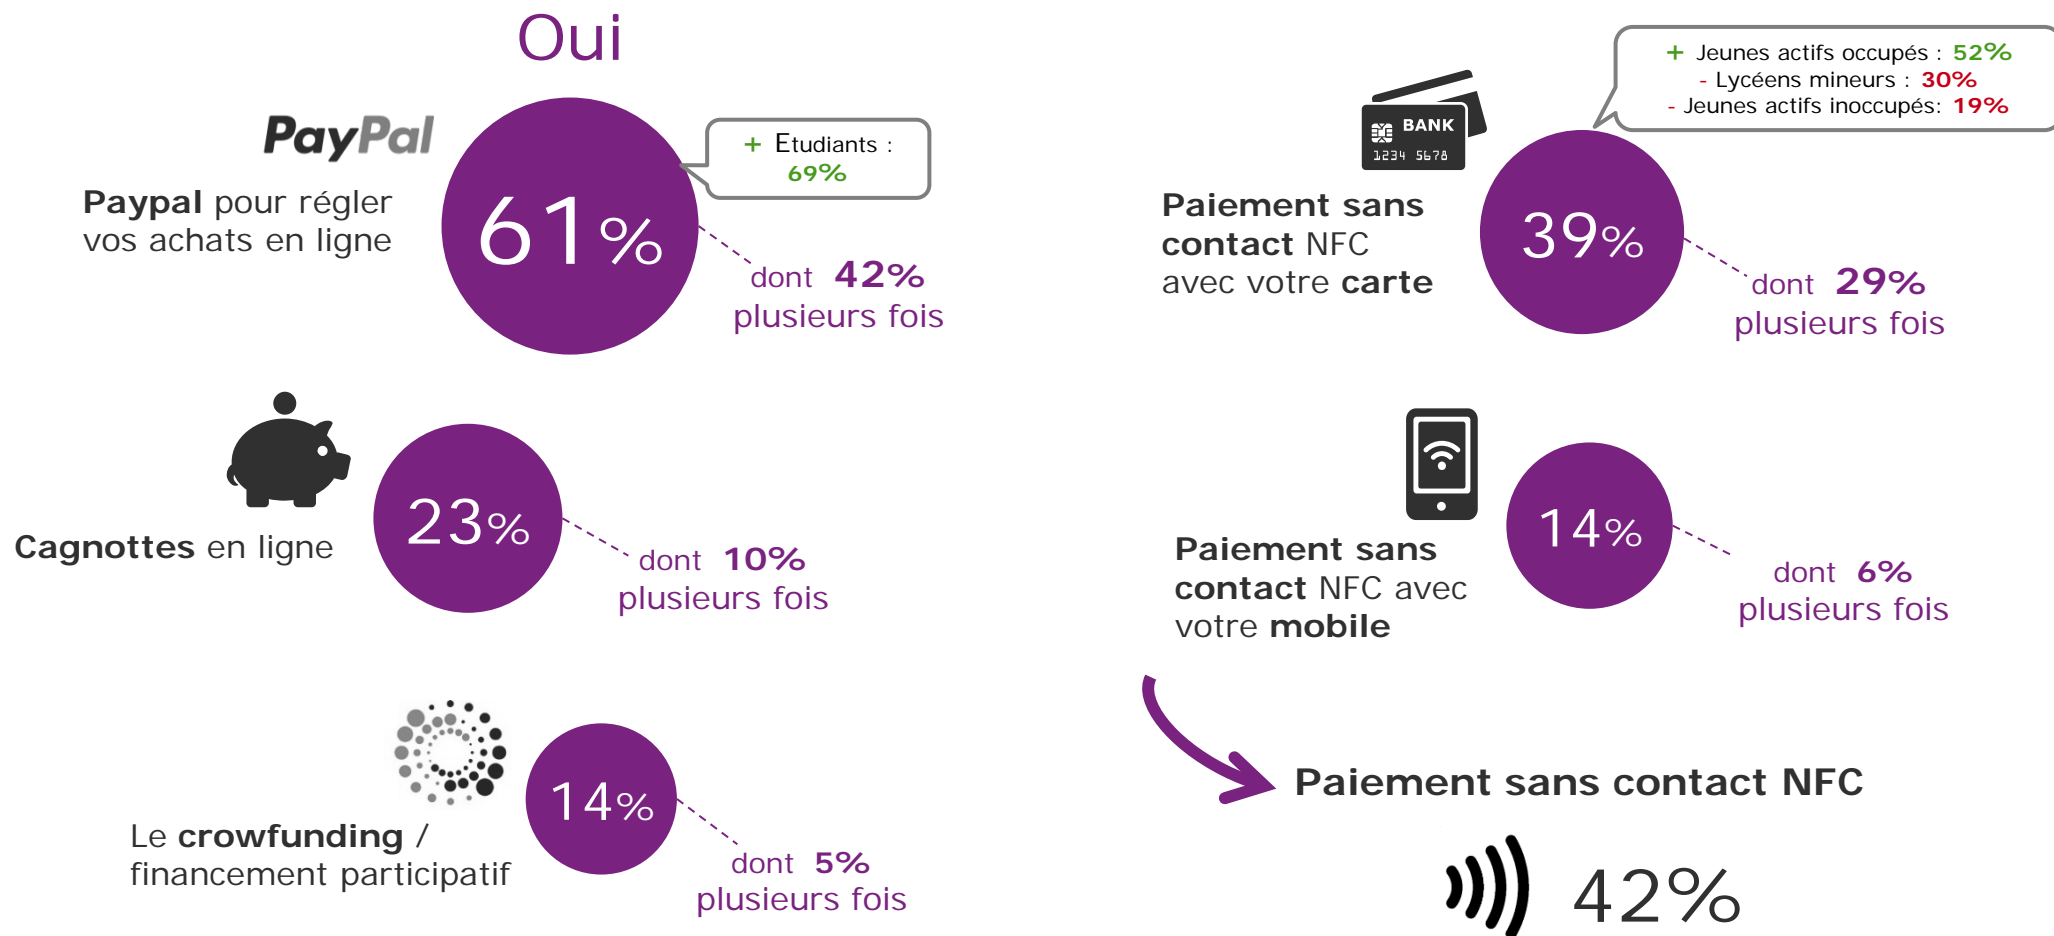 Oui
PayPal
Paypal pour régler
vos achats en ligne
61%
+ Etudiants :
69%
dont 42%
plusieurs fois
Cagnottes en ligne
23%
dont 10%
plusieurs fois
Le crowfunding /
financement participatif
14%
dont 5%
plusieurs fois
+ Jeunes actifs occupés : 52%
- Lycéens mineurs : 30%
- Jeunes actifs inoccupés: 19%
BANK
1234 5678
Paiement sans
contact NFC
avec votre carte
39%
dont 29%
plusieurs fois
Paiement sans
contact NFC avec
votre mobile
14%
dont 6%
plusieurs fois
Paiement sans contact NFC
42%